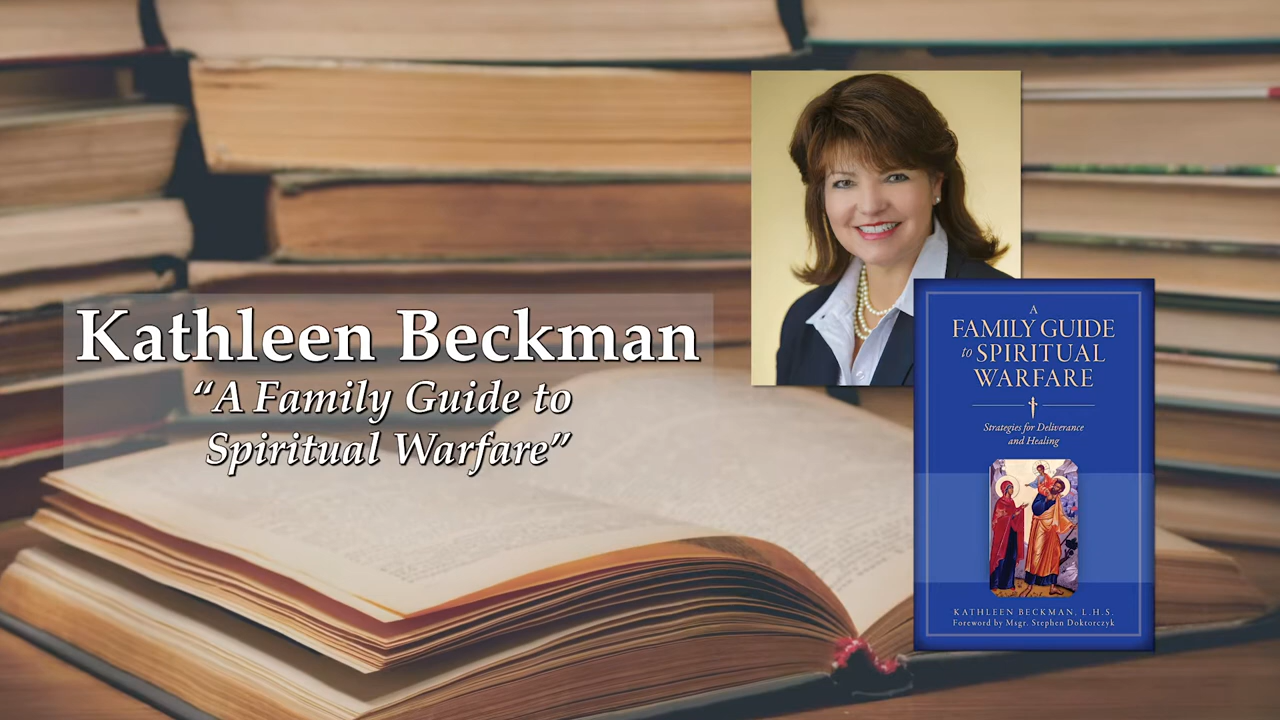 Kathleen Beckman
“A Family Guide to
Spiritual Warfare”
A
FAMILY GUIDE
to SPIRITUAL
WARFARE
Strategies for Deliverance
and Healing
KATHLEEN BECKMAN, L.H.S.
Foreword by Msgr. Stephen Doktorczyk